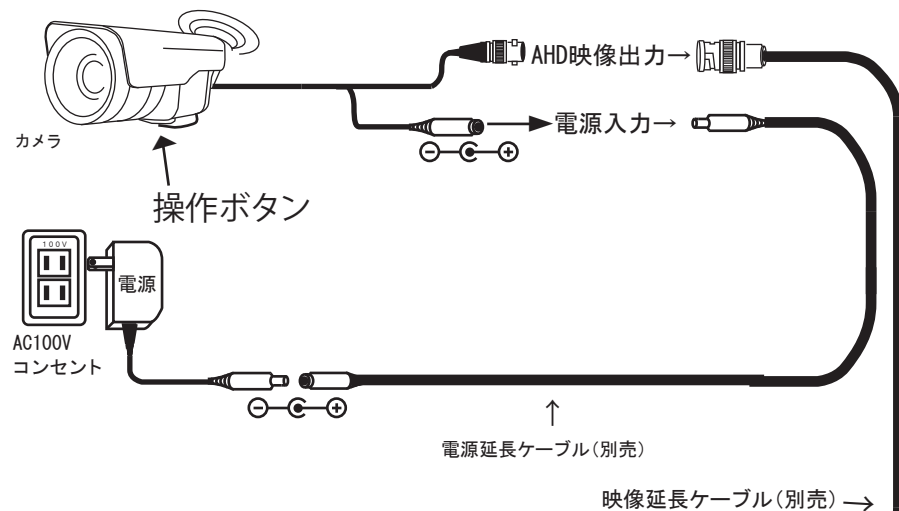 AHD映像出力→
電源入力→
カメラ
操作ボタン
100V
電源
AC100V
コンセント
↑
電源延長ケーブル(別売)
映像延長ケーブル(別売)→